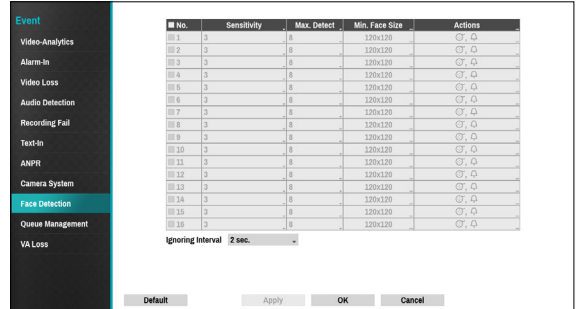 Event
Video-Analytics
Alarm-In
Video Loss
Audio Detection
Recording Fail
Text-In
ANPR
Camera System
Face Detection
Queue Management
VA Loss
No. Sensitivity Max. Detect Min. Face Size Actions
1 3 8 120x120
2 3 8 120x120
3 3 8 120x120
4 3 8 120x120
5 3 8 120x120
6 3 8 120x120
7 3 8 120x120
8 3 8 120x120
9 3 8 120x120
10 3 8 120x120
11 3 8 120x120
12 3 8 120x120
13 3 8 120x120
14 3 8 120x120
15 3 8 120x120
16 3 8 120x120
Ignoring Interval 2 sec.
Default Apply OK Cancel